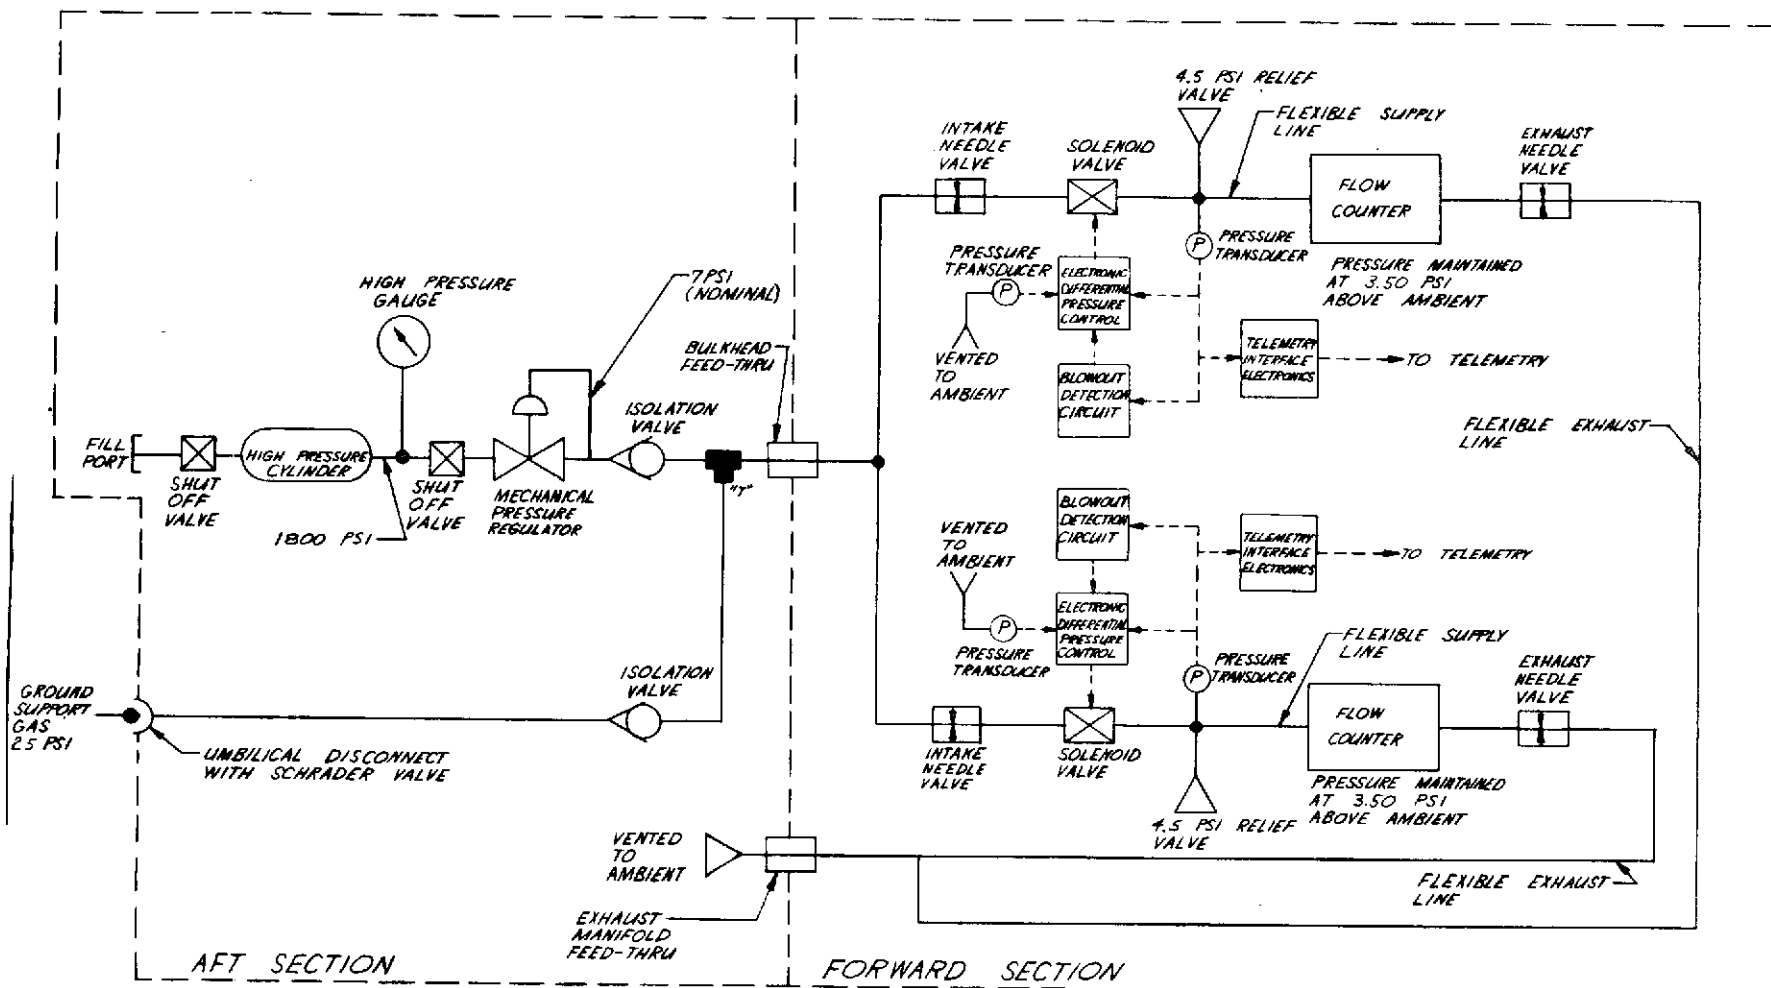 4.5 PSI RELIEF
VALVE
FLEXIBLE SUPPLY
LINE
INTAKE
NEEDLE
VALVE
SOLENOID
VALVE
EXHAUST
NEEDLE
VALVE
FLOW
COUNTER
PRESSURE
TRANSDUCER
P
PRESSURE
TRANSDUCER
P
ELECTRONIC
DIFFERENTIAL
PRESSURE
CONTROL
PRESSURE MAINTAINED
AT 3.50 PSI
ABOVE AMBIENT
7 PSI
(NOMINAL)
HIGH PRESSURE
GAUGE
BULKHEAD
FEED-THRU
VENTED
TO
AMBIENT
BLOWOUT
DETECTION
CIRCUIT
TELEMETRY
INTERFACE
ELECTRONICS
TO TELEMETRY
ISOLATION
VALVE
FLEXIBLE EXHAUST
LINE
FILL
PORT
SHUT
OFF
VALVE
HIGH PRESSURE
CYLINDER
SHUT
OFF
VALVE
MECHANICAL
PRESSURE
REGULATOR
"T"
1800 PSI
BLOWOUT
DETECTION
CIRCUIT
VENTED
TO
AMBIENT
TELEMETRY
INTERFACE
ELECTRONICS
TO TELEMETRY
ELECTRONIC
DIFFERENTIAL
PRESSURE
CONTROL
P
PRESSURE
TRANSDUCER
P
PRESSURE
TRANSDUCER
FLEXIBLE SUPPLY
LINE
EXHAUST
NEEDLE
VALVE
ISOLATION
VALVE
GROUND
SUPPORT
GAS
25 PSI
UMBILICAL DISCONNECT
WITH SCHRADER VALVE
INTAKE
NEEDLE
VALVE
SOLENOID
VALVE
FLOW
COUNTER
PRESSURE MAINTAINED
AT 3.50 PSI
ABOVE AMBIENT
4.5 PSI RELIEF
VALVE
VENTED
TO
AMBIENT
FLEXIBLE EXHAUST
LINE
EXHAUST
MANIFOLD
FEED-THRU
AFT SECTION
FORWARD SECTION